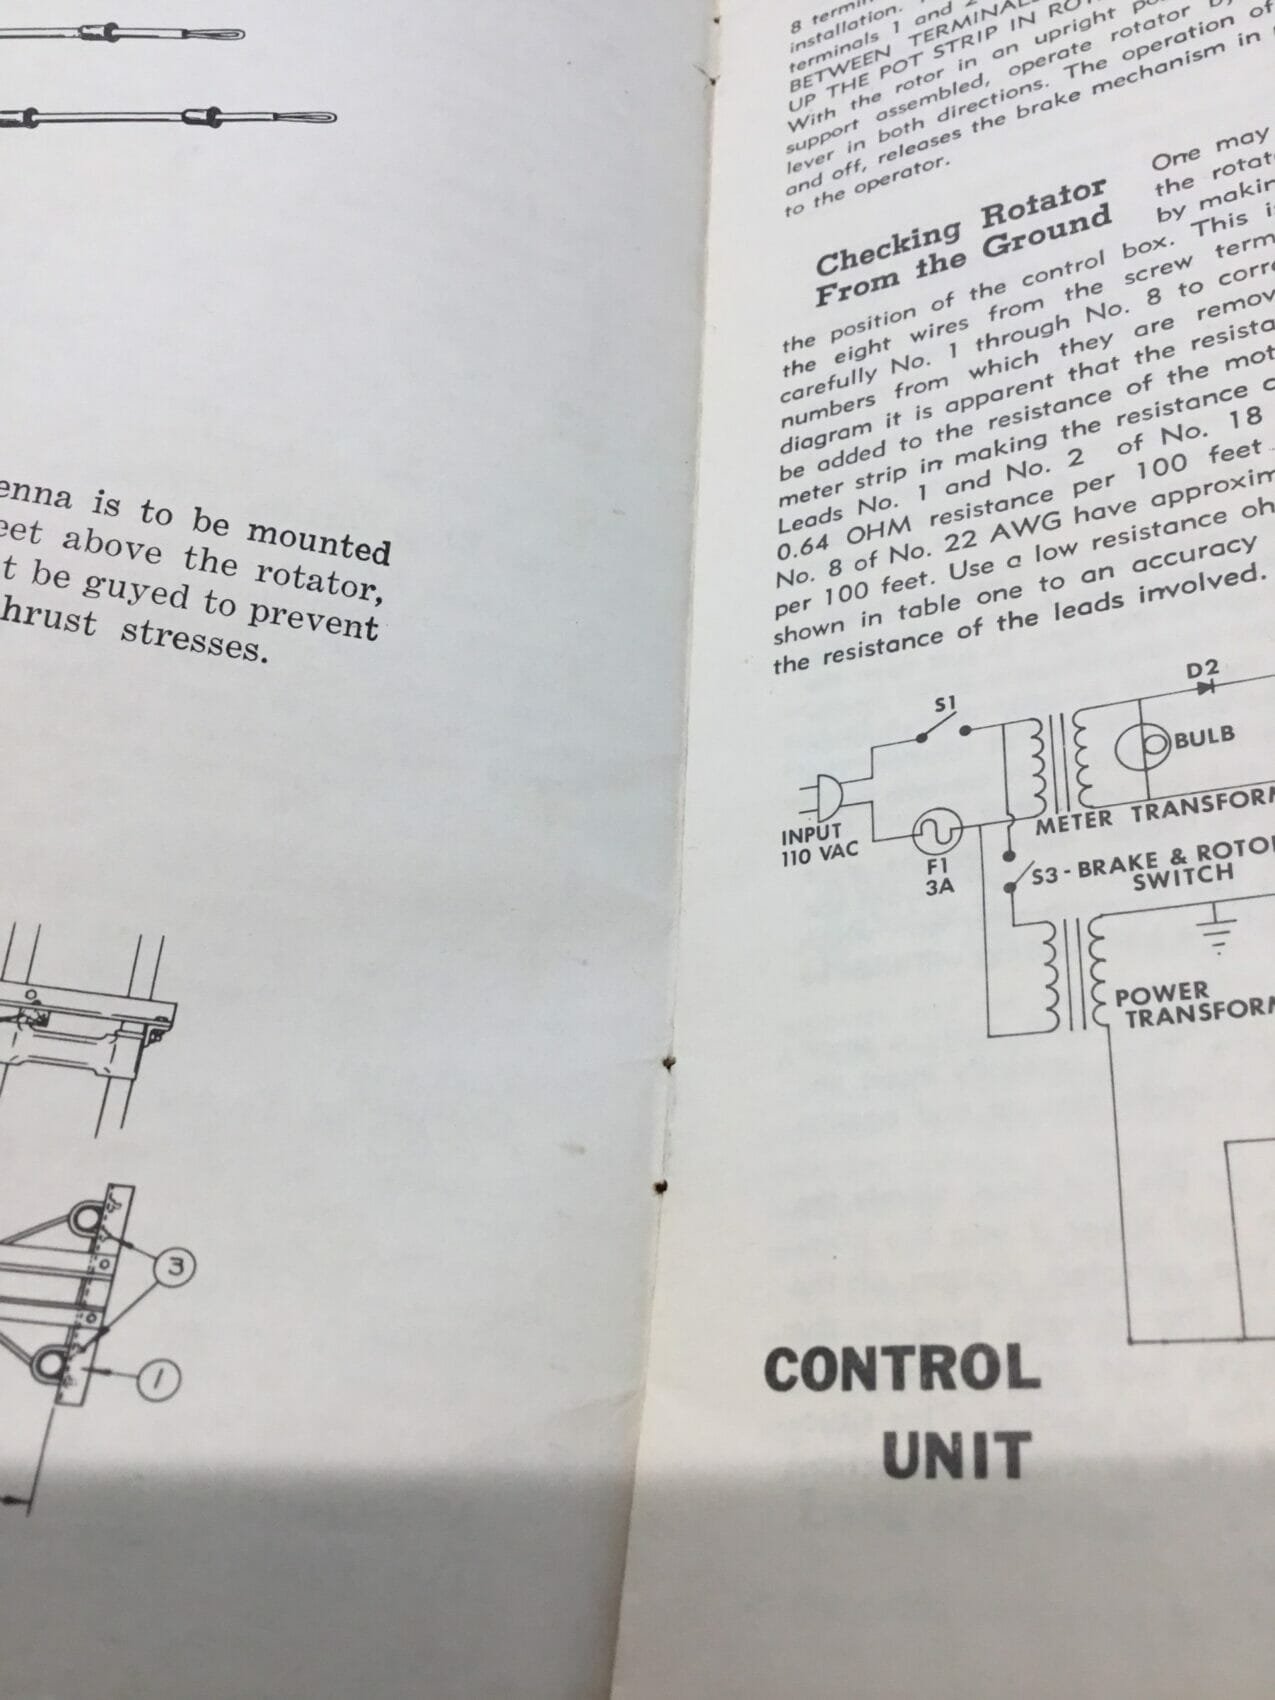 enna is to be mounted
eet above the rotator,
t be guyed to prevent
hrust stresses.
3
1
8 termin
installation.
terminals 1 and 2
BETWEEN TERMINALS
UP THE POT STRIP IN ROT
With the rotor in an upright po
support assembled, operate rotator b
lever in both directions. The operation of
and off, releases the brake mechanism in
to the operator.
Checking Rotator
From the Ground
One may
the rotat
by makin
the position of the control box. This i
the eight wires from the screw term
carefully No. 1 through No. 8 to corre
numbers from which they are remov
diagram it is apparent that the resista
be added to the resistance of the mot
meter strip in making the resistance c
Leads No. 1 and No. 2 of No. 18
0.64 OHM resistance per 100 feet
No. 8 of No. 22 AWG have approxim
per 100 feet. Use a low resistance oh
shown in table one to an accuracy
the resistance of the leads involved.
D2
S1
BULB
INPUT
110 VAC
METER TRANSFORM
F1
3A
S3 - BRAKE & ROTO
SWITCH
POWER
TRANSFORM
CONTROL
UNIT